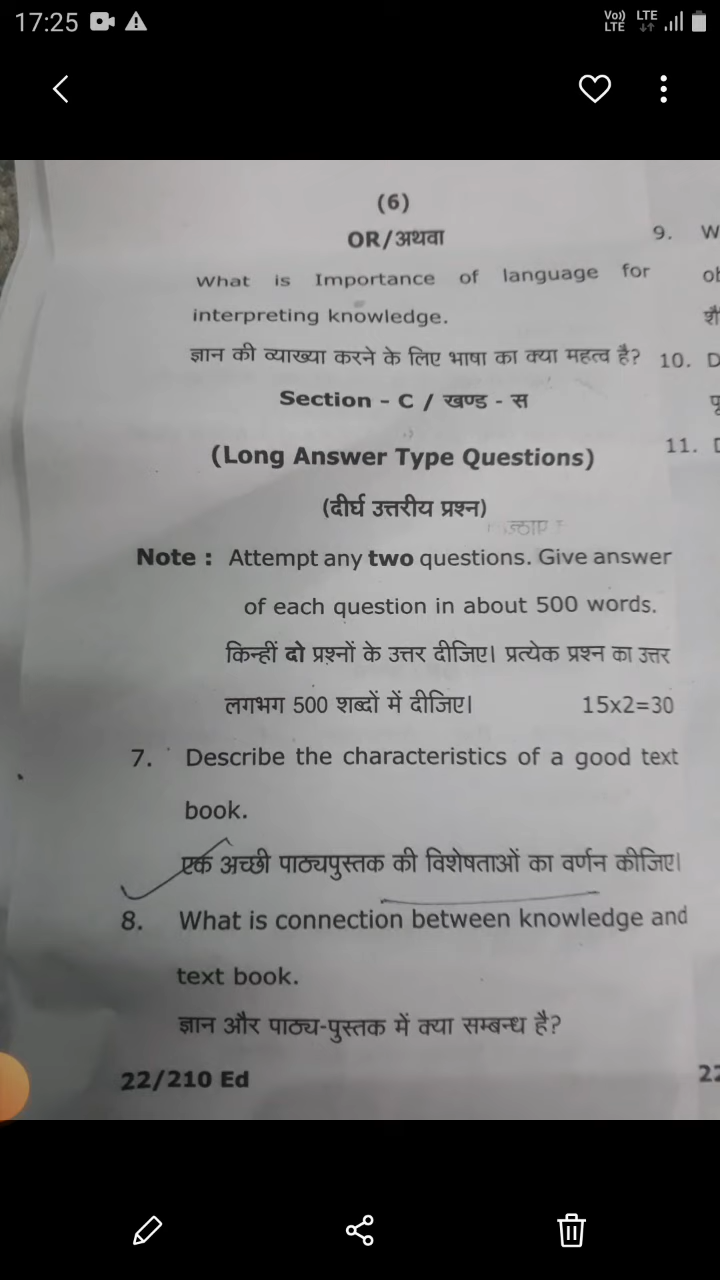 17:25
Vo)) LTE
LTE
(6)
OR/अथवा
What is Importance of language for
interpreting knowledge.
ज्ञान की व्याख्या करने के लिए भाषा का क्या महत्व है?
Section - C / खण्ड - स
(Long Answer Type Questions)
(दीर्घ उत्तरीय प्रश्न)
Note : Attempt any two questions. Give answer
of each question in about 500 words.
किन्हीं दो प्रश्नों के उत्तर दीजिए। प्रत्येक प्रश्न का उत्तर
लगभग 500 शब्दों में दीजिए। 15x2=30
7. Describe the characteristics of a good text
book.
एक अच्छी पाठ्यपुस्तक की विशेषताओं का वर्णन कीजिए।
8. What is connection between knowledge and
text book.
ज्ञान और पाठ्य-पुस्तक में क्या सम्बन्ध है?
22/210 Ed
9.
10.
11.